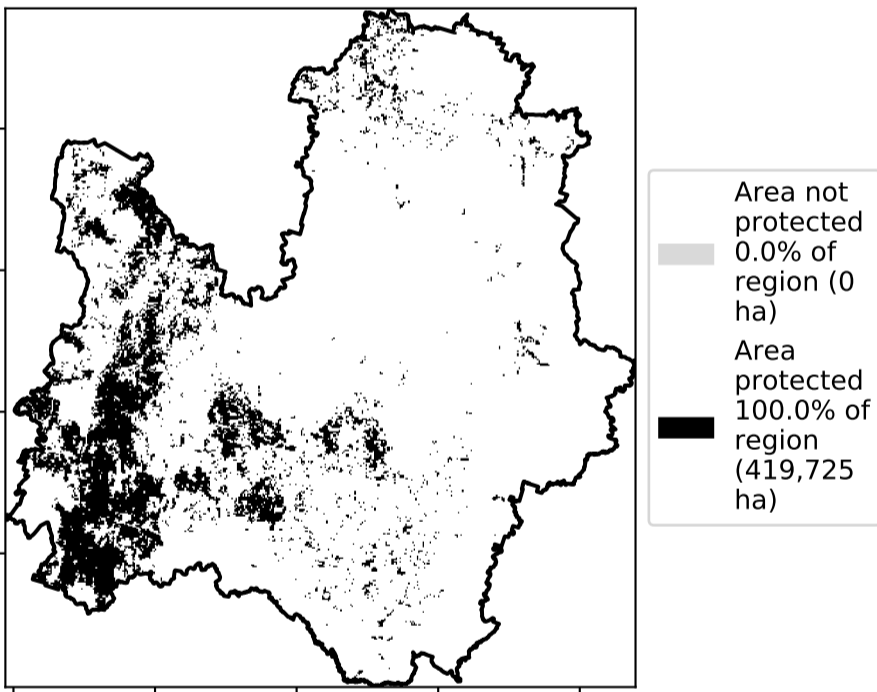 Area not
protected
0.0% of
region (0
ha)
Area
protected
100.0% of
region
(419,725
ha)